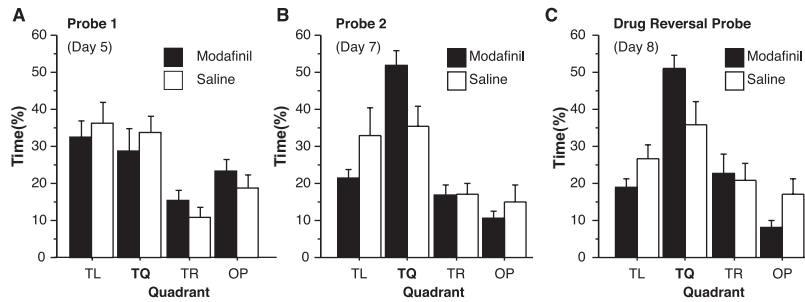 A
Probe 1
(Day 5)
Modafinil
Saline
60
50
40
30
20
10
0
Time(%)
TL TQ TR OP
Quadrant
B
Probe 2
(Day 7)
Modafinil
Saline
60
50
40
30
20
10
0
Time(%)
TL TQ TR OP
Quadrant
C
Drug Reversal Probe
(Day 8)
Modafinil
Saline
60
50
40
30
20
10
0
Time(%)
TL TQ TR OP
Quadrant